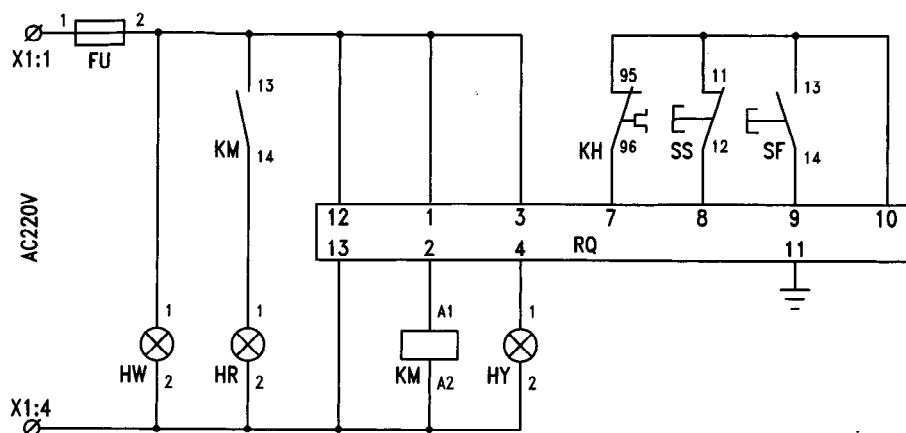 1 2
X1:1 FU
95 11 13
13
KM 14
KH 96 SS 12 SF 14
AC220V
12 1 3 7 8 9 10
13 2 4 RQ 11
1 1 A1 1
HW 2 HR 2 KM A2 HY 2
X1:4